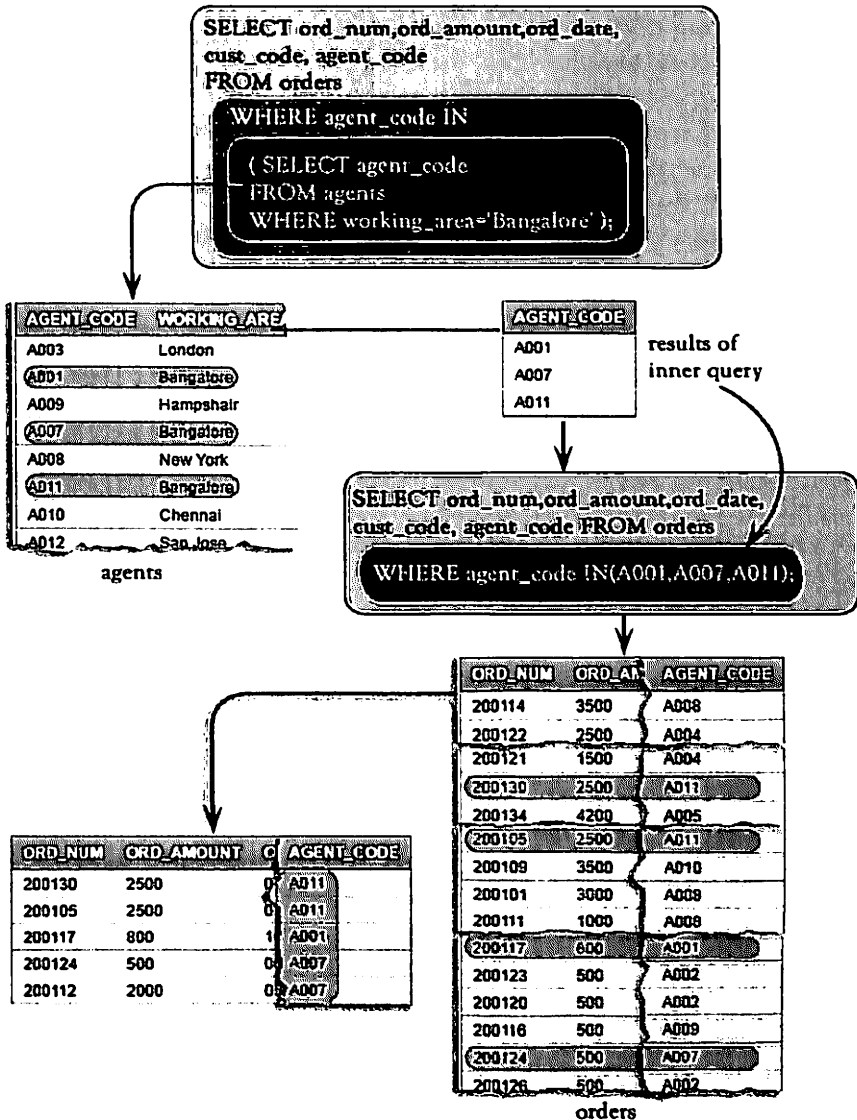 SELECT ord_num,ord_amount,ord_date,
cust_code, agent_code
FROM orders
WHERE agent_code IN
( SELECT agent_code
FROM agents
WHERE working_area='Bangalore' );
AGENT_CODE WORKING_AREA
A003 London
A001 Bangalore
A009 Hampshair
A007 Bangalore
A008 New York
A011 Bangalore
A010 Chennai
A012 San Jose
agents
AGENT_CODE
A001
A007
A011
results of
inner query
SELECT ord_num,ord_amount,ord_date,
cust_code, agent_code FROM orders
WHERE agent_code IN(A001,A007,A011);
ORD_NUM ORD_AM AGENT_CODE
200114 3500 A008
200122 2500 A004
200121 1500 A004
200130 2500 A011
200134 4200 A005
200105 2500 A011
200109 3500 A010
200101 3000 A008
200111 1000 A008
200117 800 A001
200123 500 A002
200120 500 A002
200116 500 A009
200124 500 A007
200126 500 A002
orders
ORD_NUM ORD_AMOUNT O AGENT_CODE
200130 2500 A011
200105 2500 A011
200117 800 1 A001
200124 500 A007
200112 2000 A007